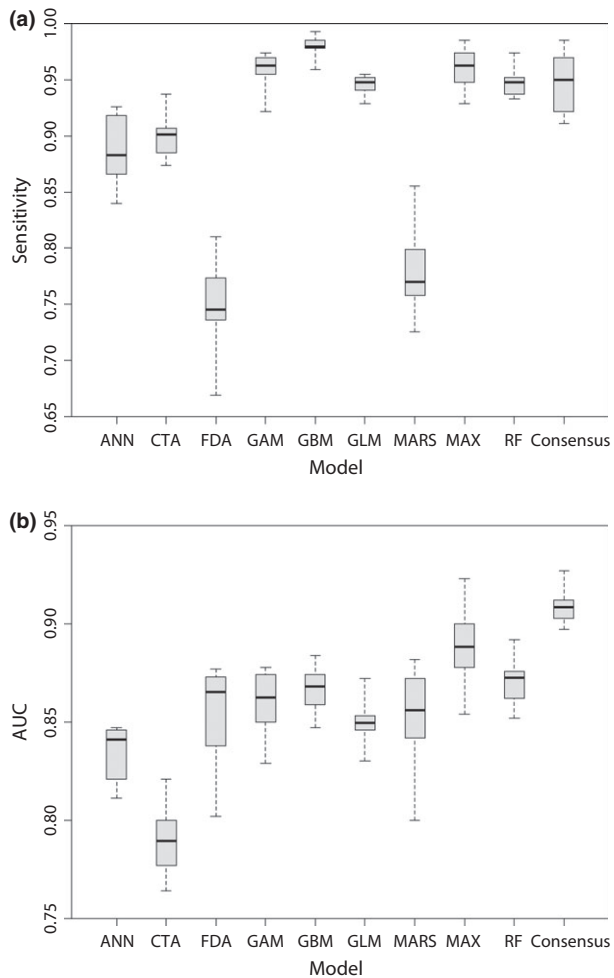 (a)
1.00
0.95
0.90
0.85
0.80
0.75
0.70
0.65
Sensitivity
ANN CTA FDA GAM GBM GLM MARS MAX RF Consensus
Model
(b)
0.95
0.90
0.85
0.80
0.75
AUC
ANN CTA FDA GAM GBM GLM MARS MAX RF Consensus
Model